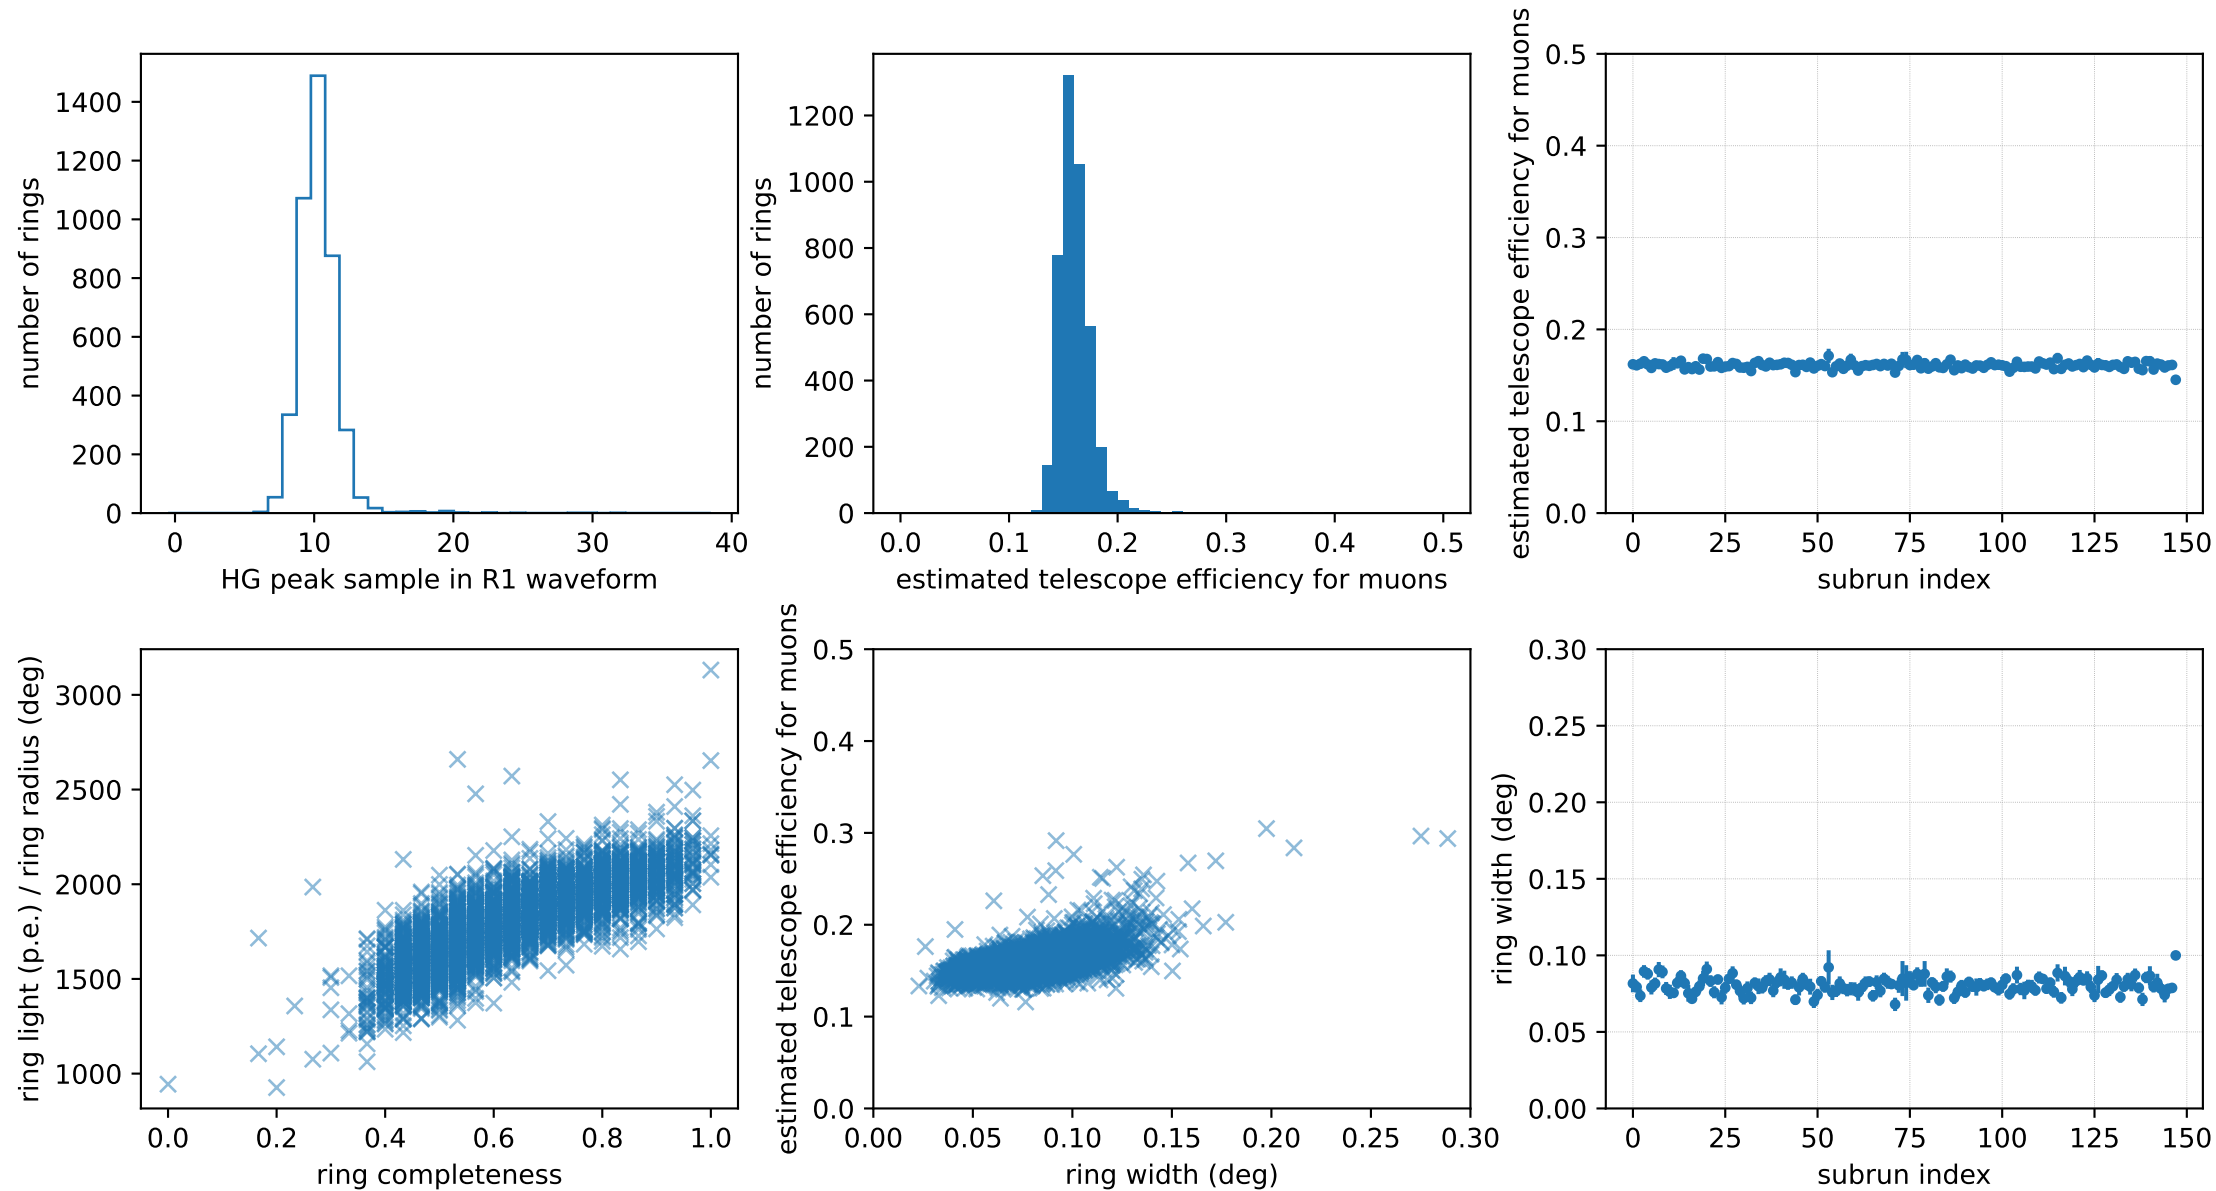 number of rings
1400
1200
1000
800
600
400
200
0
0 10 20 30 40
HG peak sample in R1 waveform
number of rings
1200
1000
800
600
400
200
0
0.0 0.1 0.2 0.3 0.4 0.5
estimated telescope efficiency for muons
estimated telescope efficiency for muons
0.5
0.4
0.3
0.2
0.1
0.0
0 25 50 75 100 125 150
subrun index
ring light (p.e.) / ring radius (deg)
3000
2500
2000
1500
1000
0.0 0.2 0.4 0.6 0.8 1.0
ring completeness
estimated telescope efficiency for muons
0.5
0.4
0.3
0.2
0.1
0.0
0.00 0.05 0.10 0.15 0.20 0.25 0.30
ring width (deg)
ring width (deg)
0.30
0.25
0.20
0.15
0.10
0.05
0.00
0 25 50 75 100 125 150
subrun index